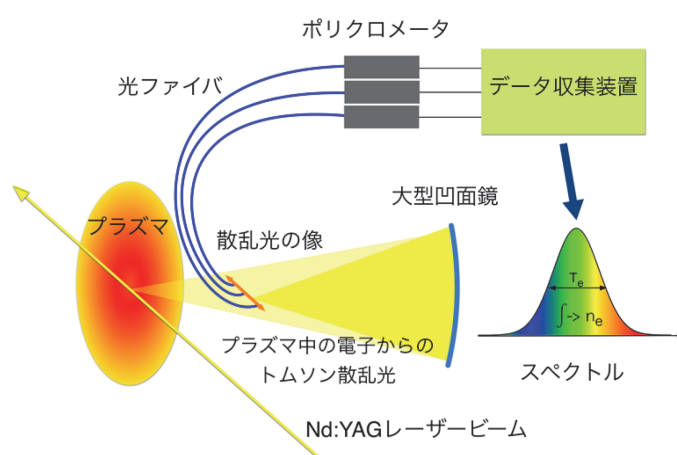 ポリクロメータ
光ファイバ
データ収集装置
大型凹面鏡
プラズマ
散乱光の像
Te
∫-> ne
プラズマ中の電子からの
トムソン散乱光
スペクトル
Nd:YAGレーザービーム